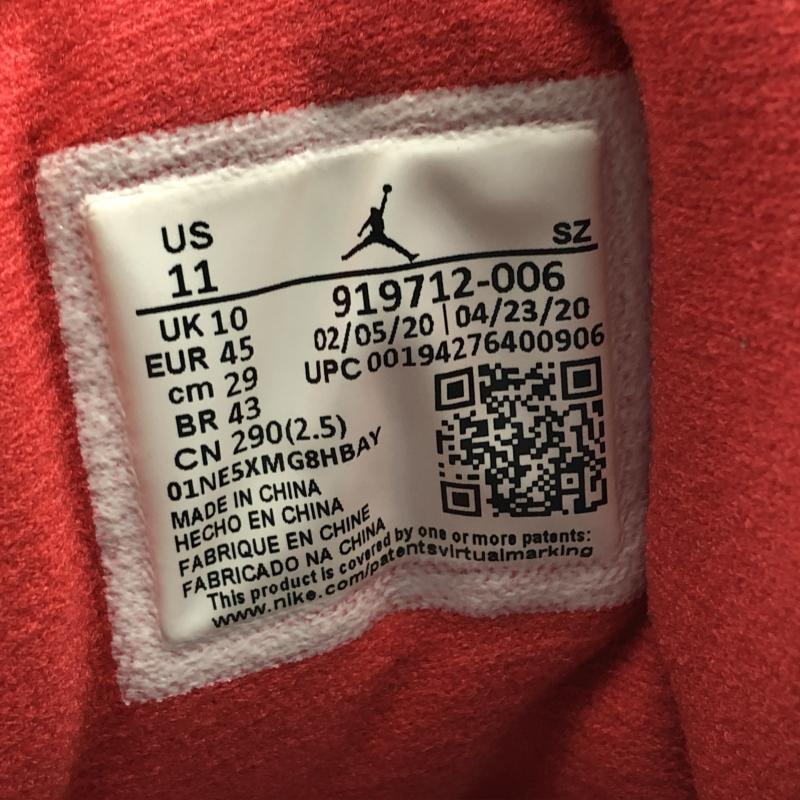 US
11
SZ
UK 10
EUR 45
cm 29
BR 43
CN 290(2.5)
919712-006
02/05/20 | 04/23/20
UPC 00194276400906
01NE5XMG8HBAY
MADE IN CHINA
HECHO EN CHINA
FABRIQUE EN CHINE
FABRICADO NA CHINA
This product is covered by one or more patents:
www.nike.com/patentsvirtualmarking